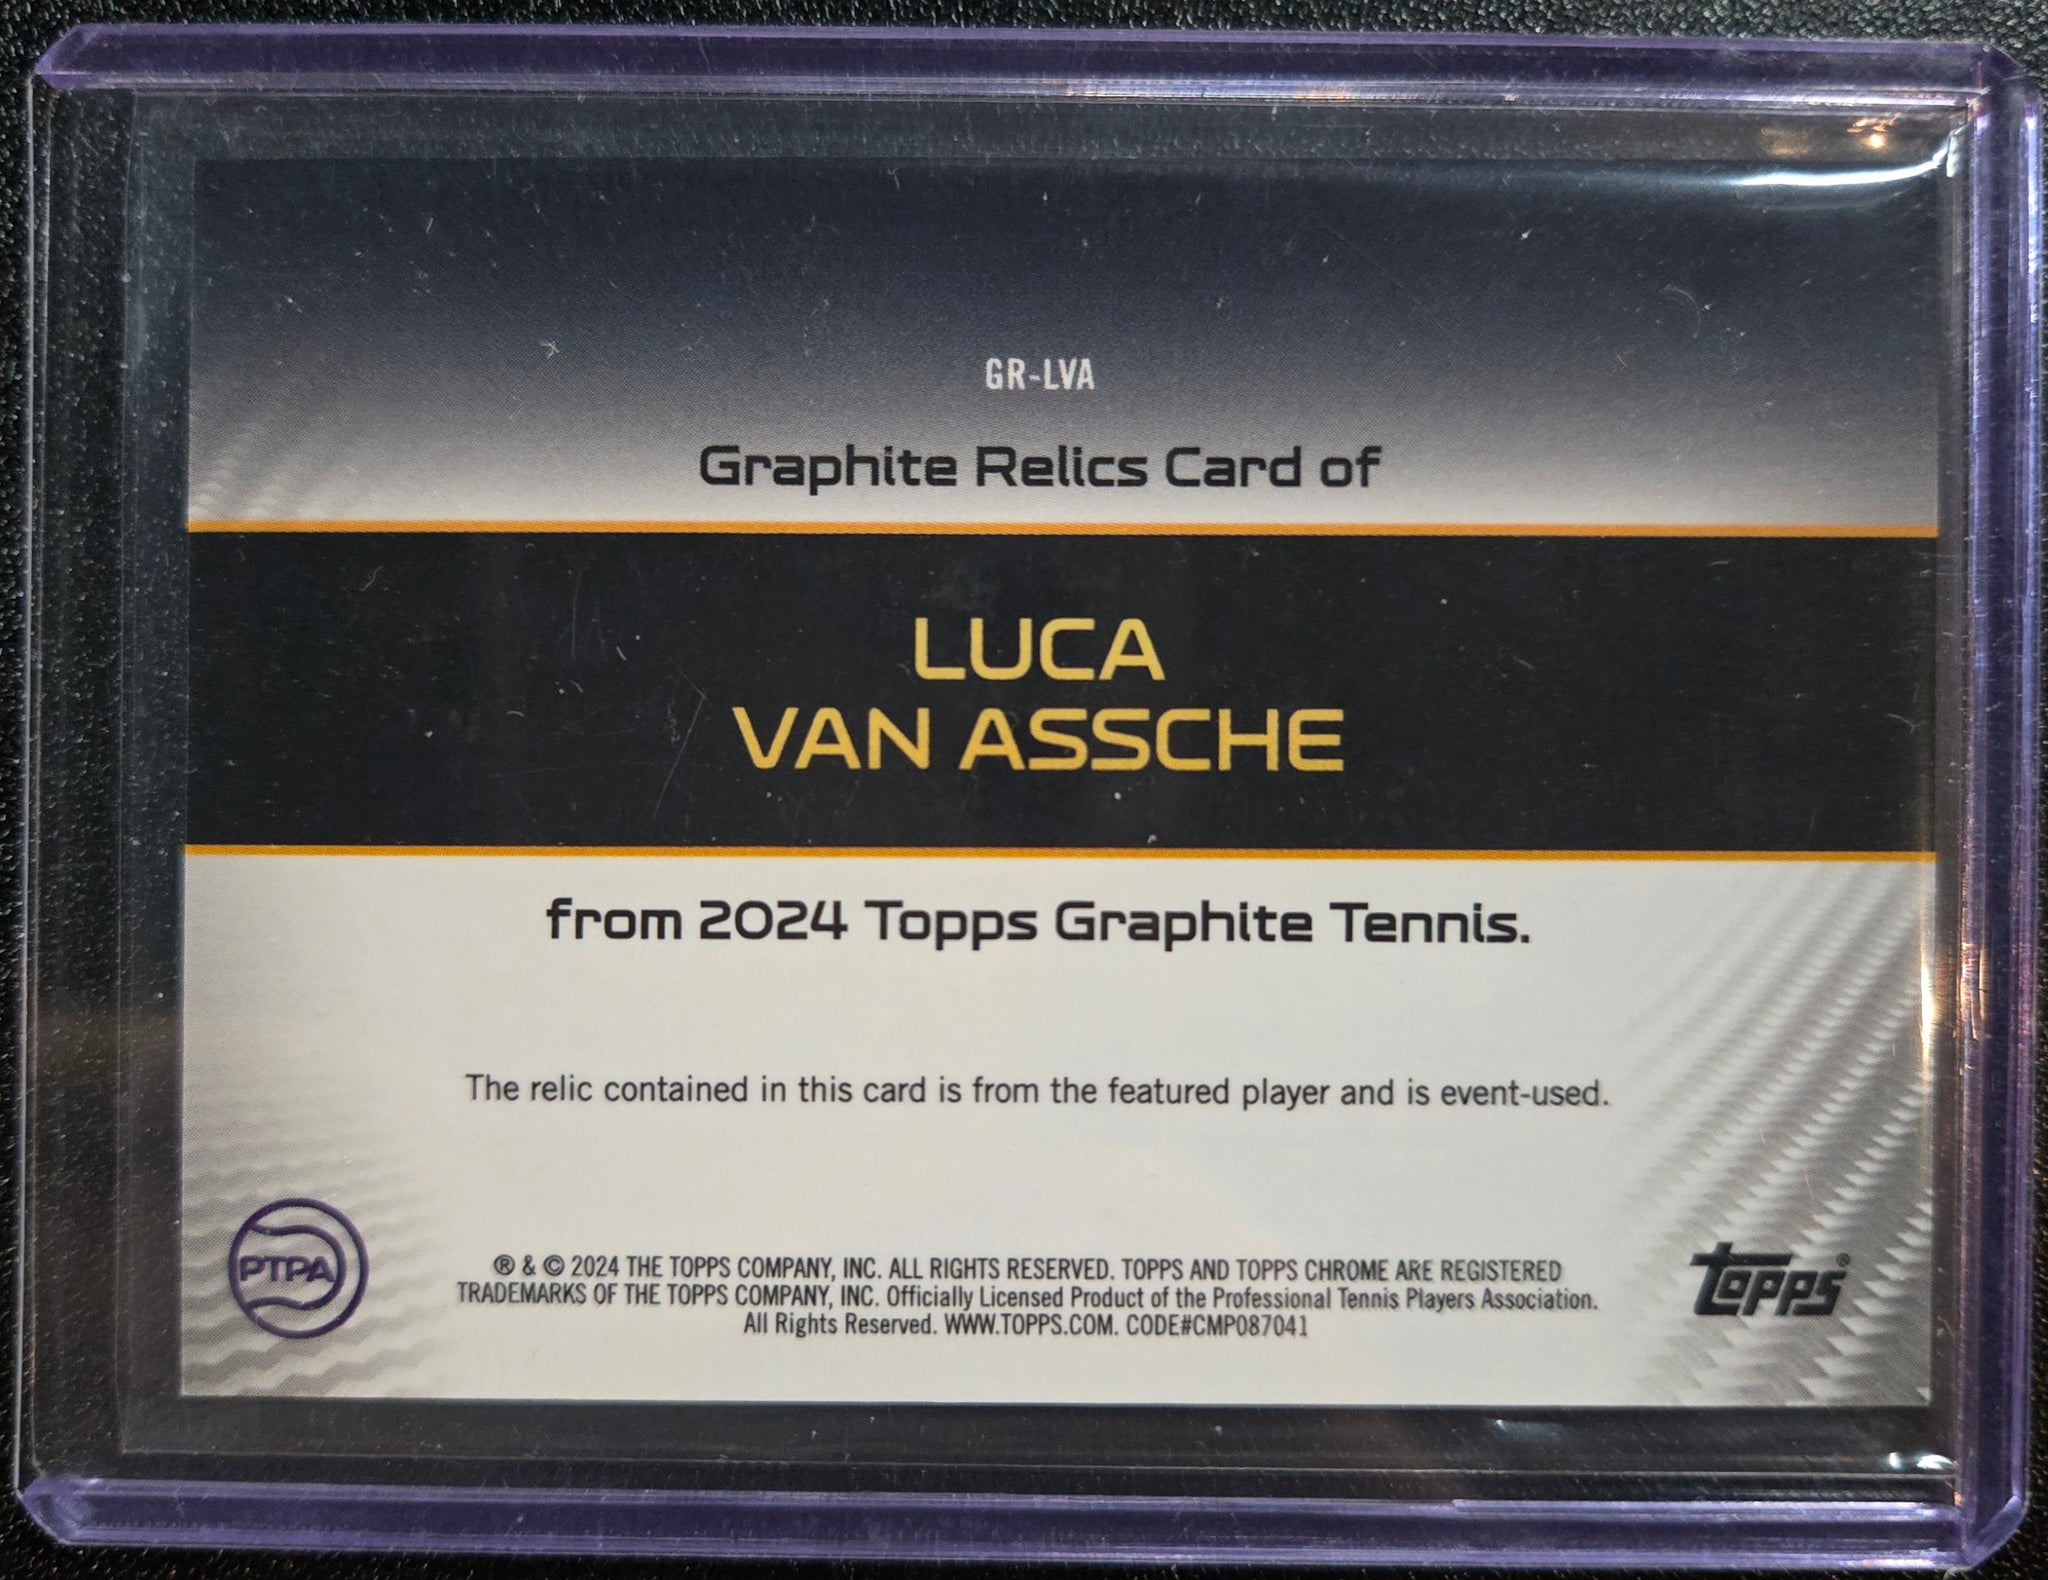 GR-LVA
Graphite Relics Card of
LUCA
VAN ASSCHE
from 2024 Topps Graphite Tennis.
The relic contained in this card is from the featured player and is event-used.
PTPA
® & © 2024 THE TOPPS COMPANY, INC. ALL RIGHTS RESERVED. TOPPS AND TOPPS CHROME ARE REGISTERED
TRADEMARKS OF THE TOPPS COMPANY, INC. Officially Licensed Product of the Professional Tennis Players Association.
All Rights Reserved. WWW.TOPPS.COM. CODE#CMP087041
topps®